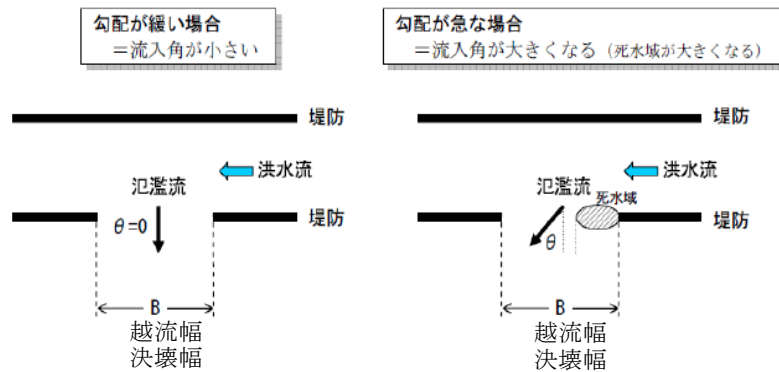 勾配が緩い場合
＝流入角が小さい
堤防
洪水流
氾濫流
θ=0
堤防
B
越流幅
決壊幅
勾配が急な場合
＝流入角が大きくなる（死水域が大きくなる）
堤防
洪水流
氾濫流
死水域
θ
堤防
B
越流幅
決壊幅